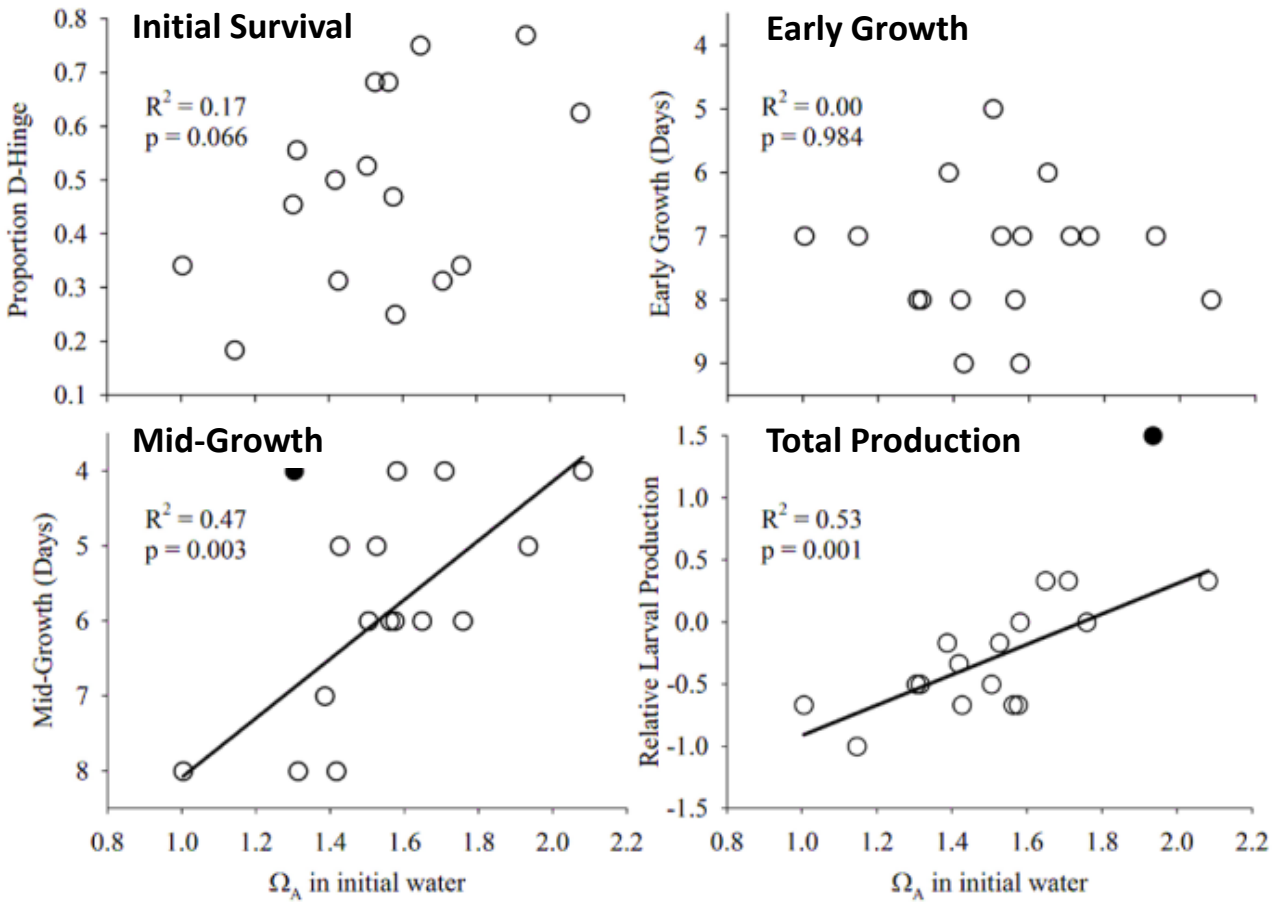 Initial Survival
R² = 0.17
p = 0.066
Proportion D-Hinge
0.8
0.7
0.6
0.5
0.4
0.3
0.2
0.1
Early Growth
R² = 0.00
p = 0.984
Early Growth (Days)
4
5
6
7
8
9
Mid-Growth
R² = 0.47
p = 0.003
Mid-Growth (Days)
4
5
6
7
8
0.8 1.0 1.2 1.4 1.6 1.8 2.0 2.2
Ω_A in initial water
Total Production
R² = 0.53
p = 0.001
Relative Larval Production
1.5
1.0
0.5
0.0
-0.5
-1.0
-1.5
0.8 1.0 1.2 1.4 1.6 1.8 2.0 2.2
Ω_A in initial water